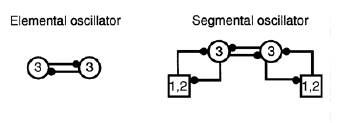 Elemental oscillator
Segmental oscillator
3 3
3 3
1,2 1,2